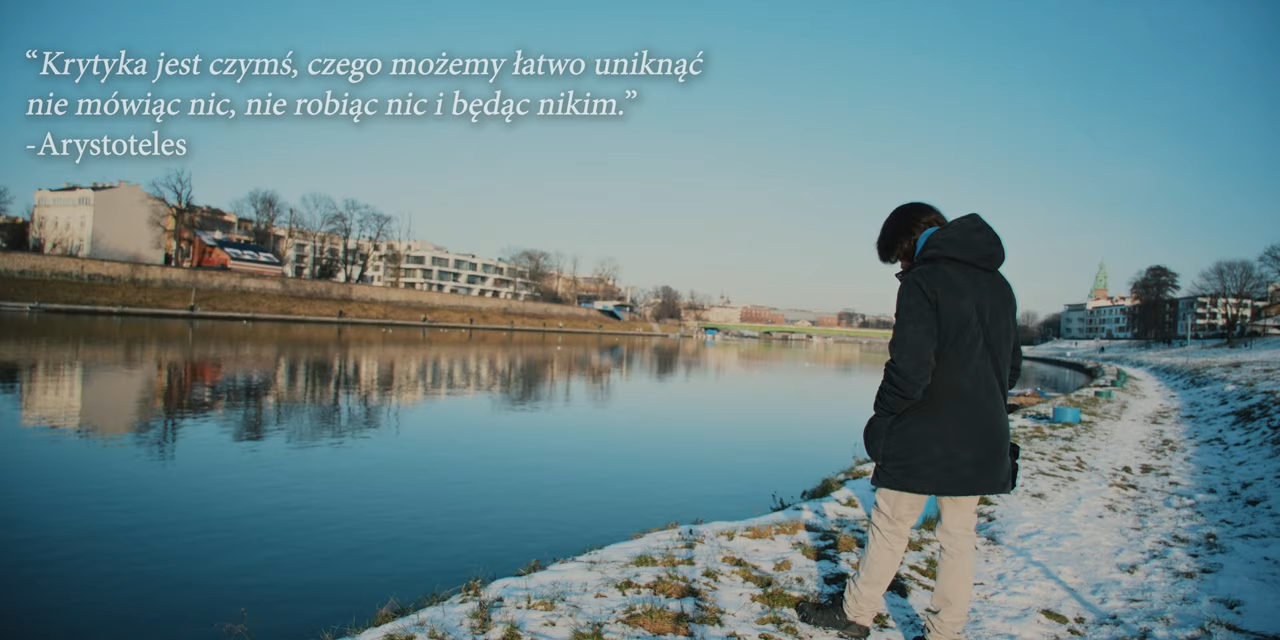 “Krytyka jest czymś, czego możemy łatwo uniknąć
nie mówiąc nic, nie robiąc nic i będąc nikim.”
-Arystoteles